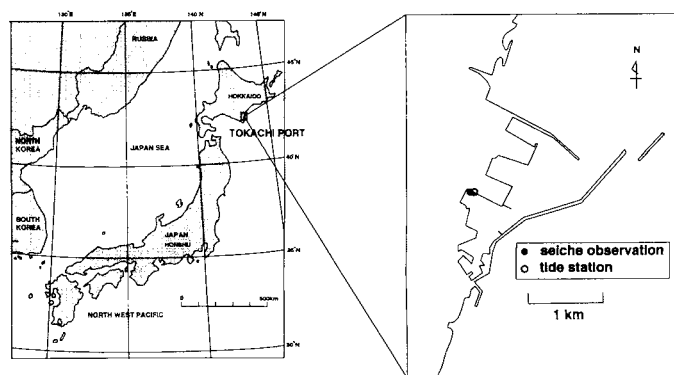 130°E
135°E
140°N
145°N
RUSSIA
45°N
HOKKAIDO
TOKACHI PORT
NORTH
KOREA
JAPAN SEA
40°N
SOUTH
KOREA
JAPAN
HONSHU
35°N
0
500km
NORTH WEST PACIFIC
30°N
N
seiche observation
tide station
1 km